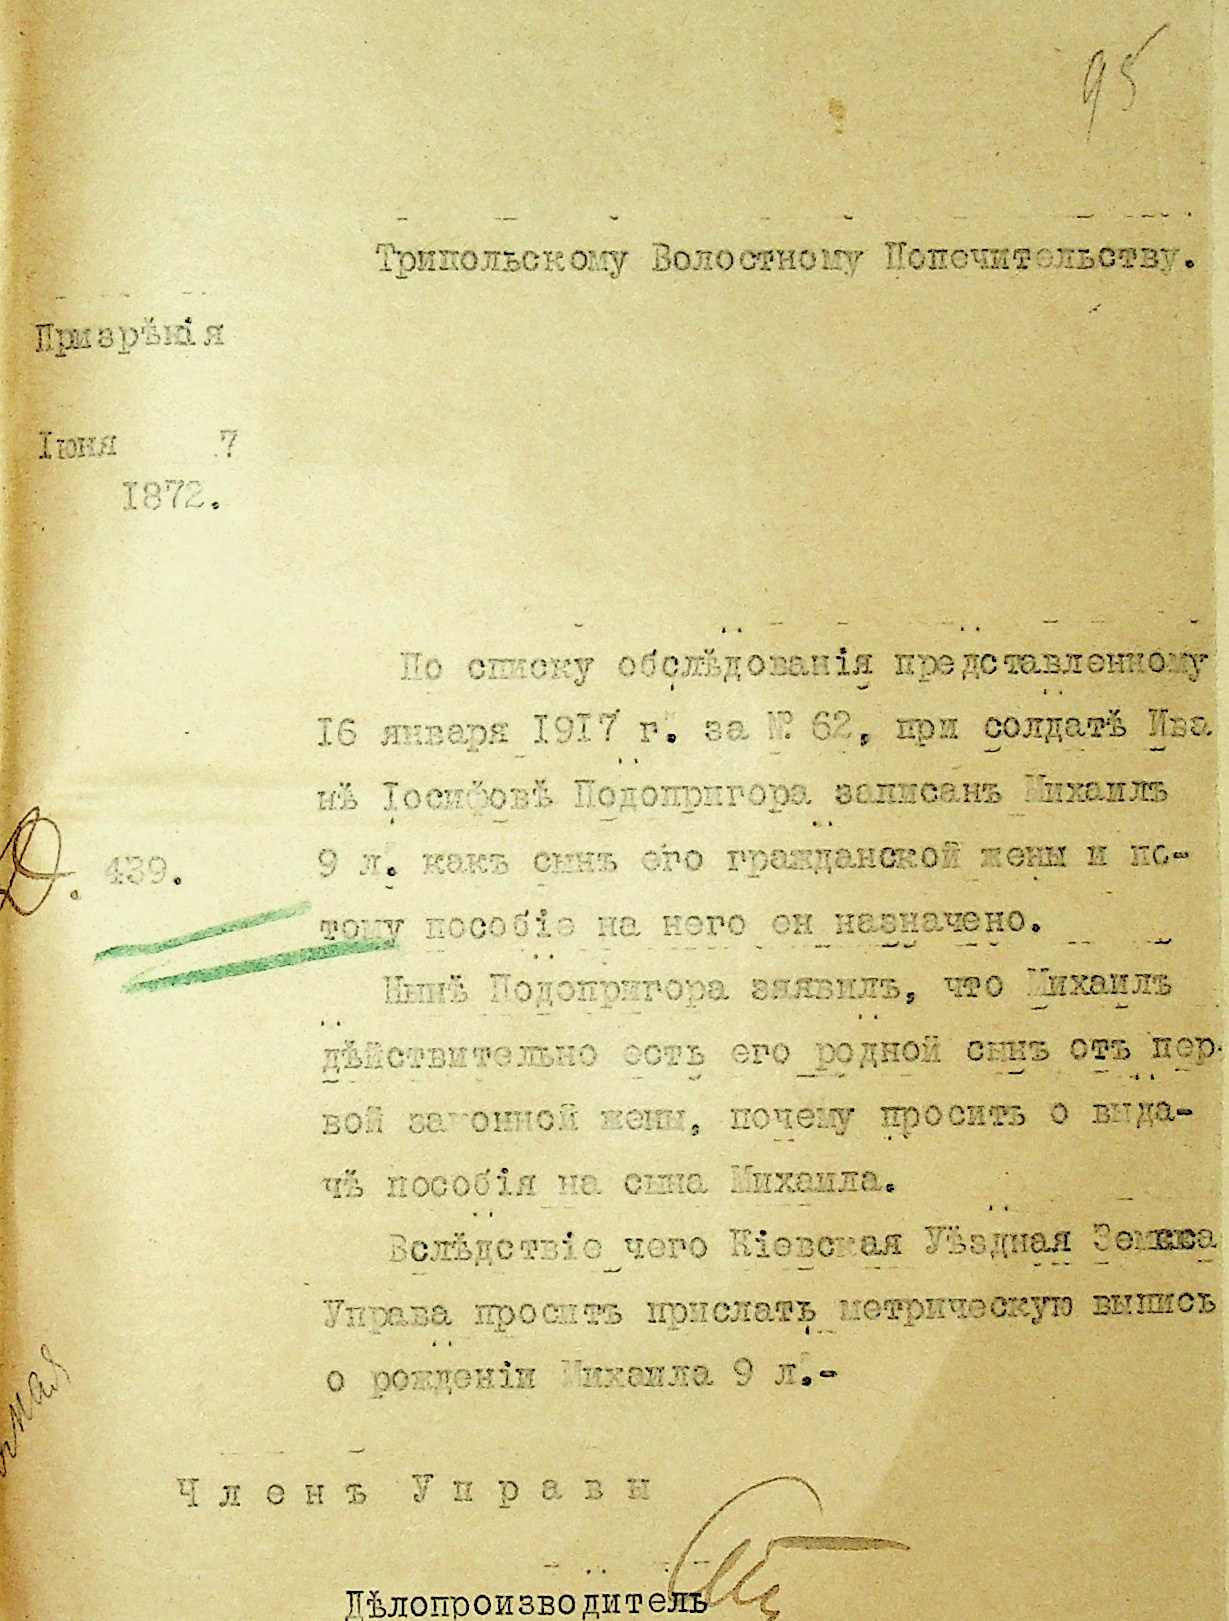 95
Трипольскому Волостному Попечительству.
Призрѣнія
Іюня 7
1872.
По списку обслѣдованія представленному
16 января 1917 г. за №. 62, при солдатѣ Ива
нѣ Іосифовѣ Подопригора записанъ Михаилъ
439.
9 л. какъ сынъ его гражданской жены и по-
тому пособіе на него он назначено.
Нынѣ Подопригора заявилъ, что Михаилъ
дѣйствительно есть его родной сынъ отъ пер-
вой законной жены, почему проситъ о выда-
чѣ пособія на сына Михаила.
Вслѣдствіе чего Кіевская Уѣздная
Управа проситъ прислать метрическую выпись
о рожденіи Михаила 9 л.-
Членъ Управы
Дѣлопроизводитель